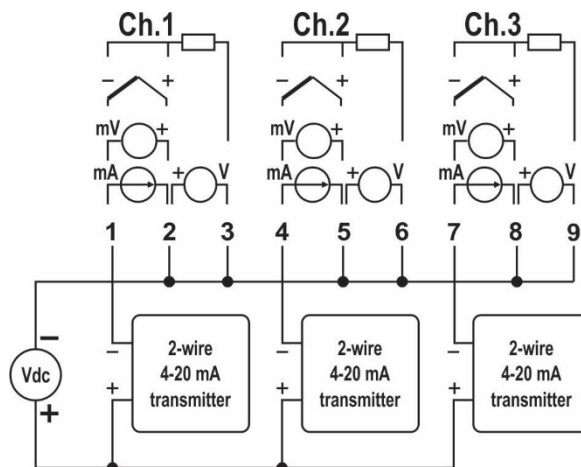 Ch.1 Ch.2 Ch.3
− + − + − +
mV + mV + mV +
mA + V mA + V mA + V
1 2 3 4 5 6 7 8 9
− − − −
2-wire 2-wire 2-wire
Vdc 4-20 mA 4-20 mA 4-20 mA
+ transmitter + transmitter + transmitter
+